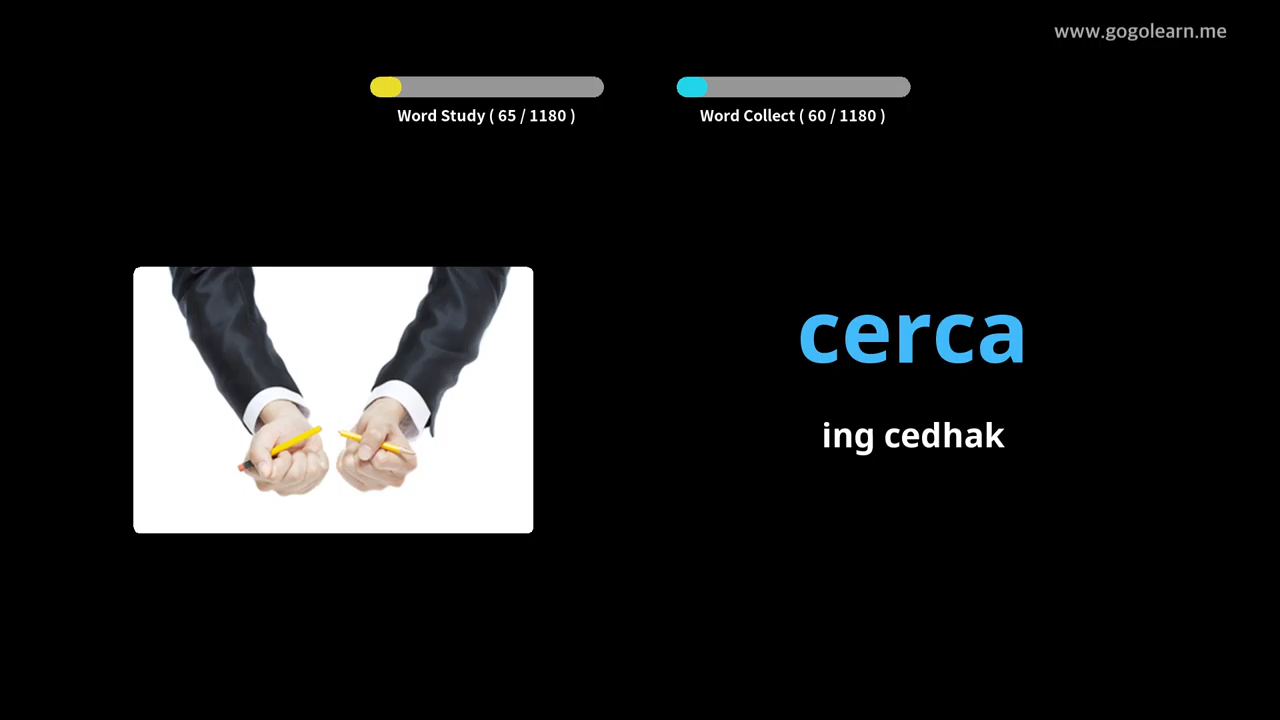 www.gogolearn.me
Word Study ( 65 / 1180 )
Word Collect ( 60 / 1180 )
cerca
ing cedhak